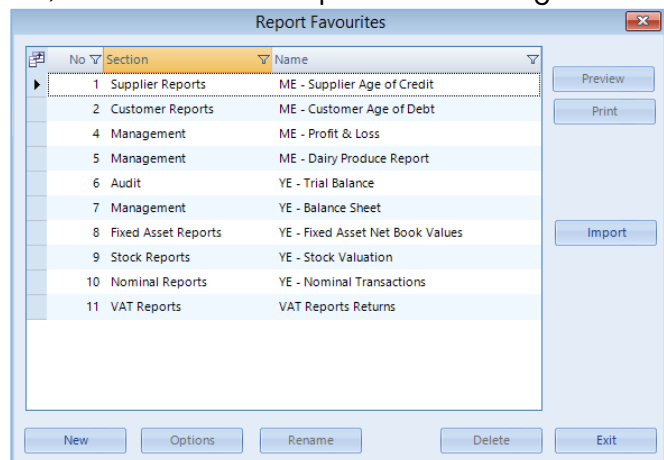 Report Favourites
No Section Name
1 Supplier Reports ME - Supplier Age of Credit
2 Customer Reports ME - Customer Age of Debt
4 Management ME - Profit & Loss
5 Management ME - Dairy Produce Report
6 Audit YE - Trial Balance
7 Management YE - Balance Sheet
8 Fixed Asset Reports YE - Fixed Asset Net Book Values
9 Stock Reports YE - Stock Valuation
10 Nominal Reports YE - Nominal Transactions
11 VAT Reports VAT Reports Returns
Preview
Print
Import
New Options Rename Delete Exit